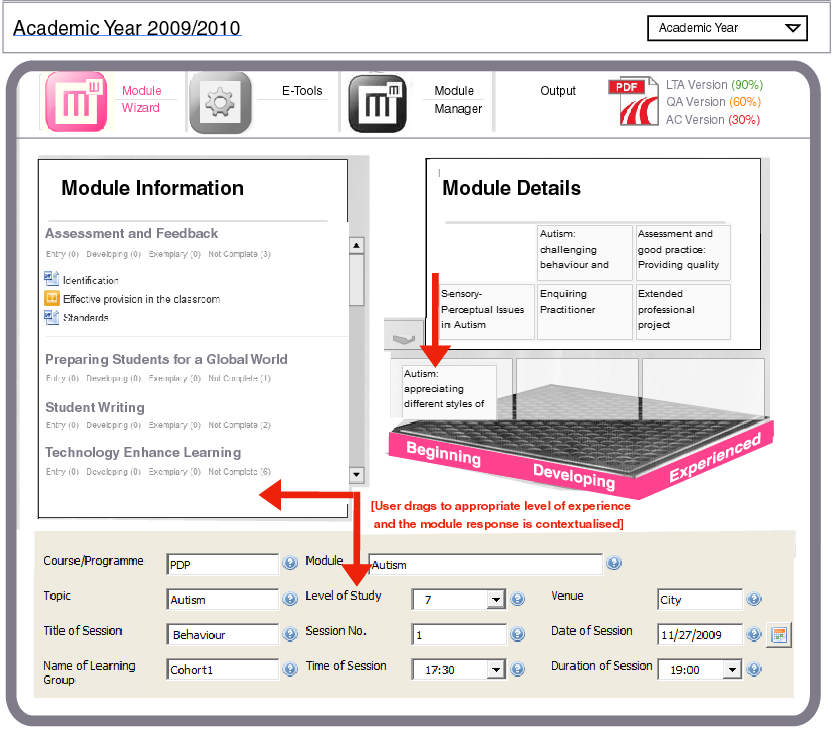 Academic Year 2009/2010
Academic Year
Module
Wizard
E-Tools
Module
Manager
Output
PDF
LTA Version (90%)
QA Version (60%)
AC Version (30%)
Module Information
Assessment and Feedback
Entry (0) Developing (0) Exemplary (0) Not Complete (3)
Identification
Effective provision in the classroom
Standards
Preparing Students for a Global World
Entry (0) Developing (0) Exemplary (0) Not Complete (1)
Student Writing
Entry (0) Developing (0) Exemplary (0) Not Complete (2)
Technology Enhance Learning
Entry (0) Developing (0) Exemplary (0) Not Complete (6)
Module Details
Autism:
challenging
behaviour and
Assessment and
good practice:
Providing quality
Sensory-
Perceptual Issues
in Autism
Enquiring
Practitioner
Extended
professional
project
Autism:
appreciating
different styles of
Beginning
Developing
Experienced
[User drags to appropriate level of experience
and the module response is contextualised]
Course/Programme PDP Module Autism
Topic Autism Level of Study 7 Venue City
Title of Session Behaviour Session No. 1 Date of Session 11/27/2009
Name of Learning
Group Cohort1 Time of Session 17:30 Duration of Session 19:00